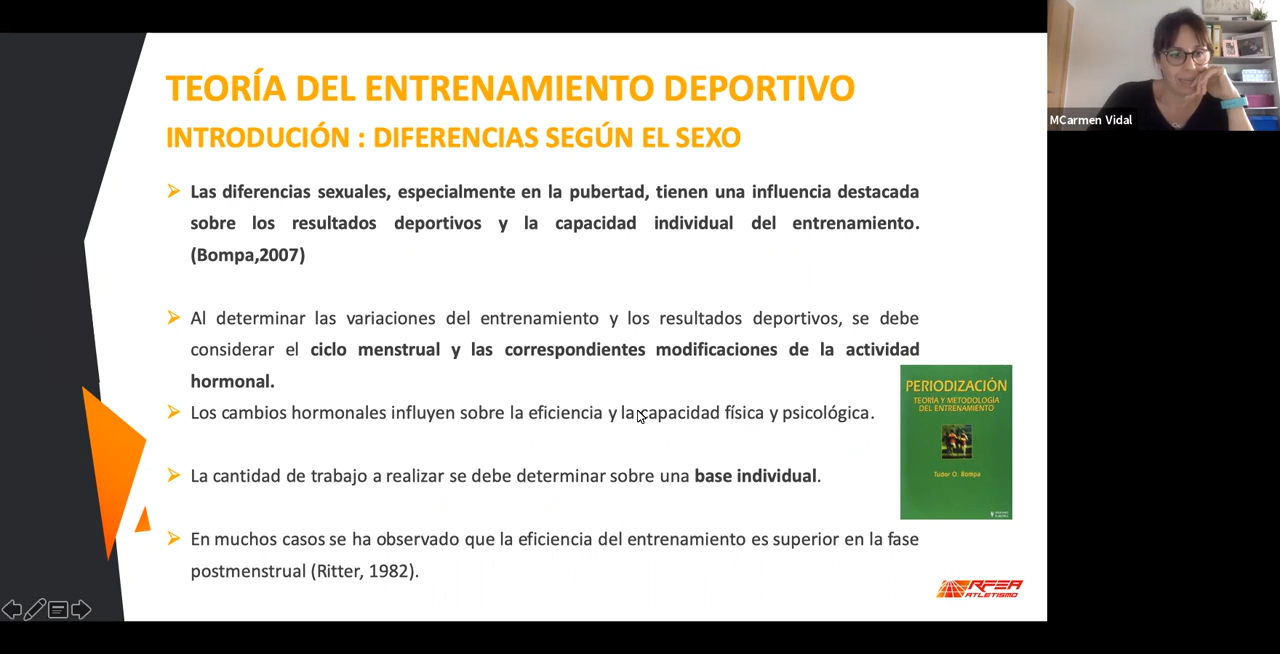 TEORÍA DEL ENTRENAMIENTO DEPORTIVO
INTRODUCIÓN : DIFERENCIAS SEGÚN EL SEXO
Las diferencias sexuales, especialmente en la pubertad, tienen una influencia destacada
sobre los resultados deportivos y la capacidad individual del entrenamiento.
(Bompa,2007)
Al determinar las variaciones del entrenamiento y los resultados deportivos, se debe
considerar el ciclo menstrual y las correspondientes modificaciones de la actividad
hormonal.
Los cambios hormonales influyen sobre la eficiencia y la capacidad física y psicológica.
La cantidad de trabajo a realizar se debe determinar sobre una base individual.
En muchos casos se ha observado que la eficiencia del entrenamiento es superior en la fase
postmenstrual (Ritter, 1982).
PERIODIZACIÓN
TEORÍA Y METODOLOGÍA
DEL ENTRENAMIENTO
Tudor O. Bompa
RFEA
ATLETISMO
MCarmen Vidal